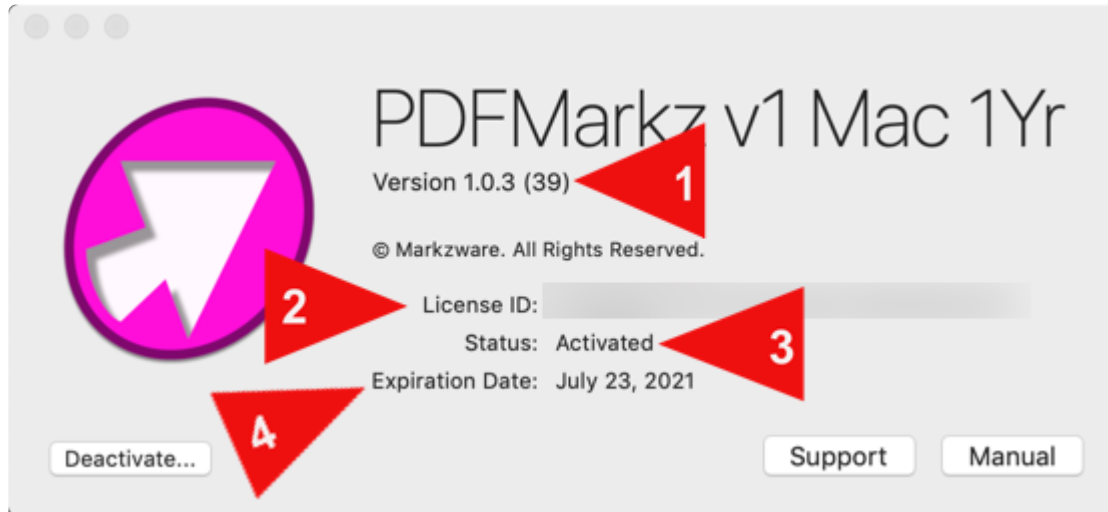 PDFMarkz v1 Mac 1Yr
Version 1.0.3 (39)
1
© Markzware. All Rights Reserved.
2
License ID:
Status: Activated
3
Expiration Date: July 23, 2021
4
Deactivate...
Support
Manual